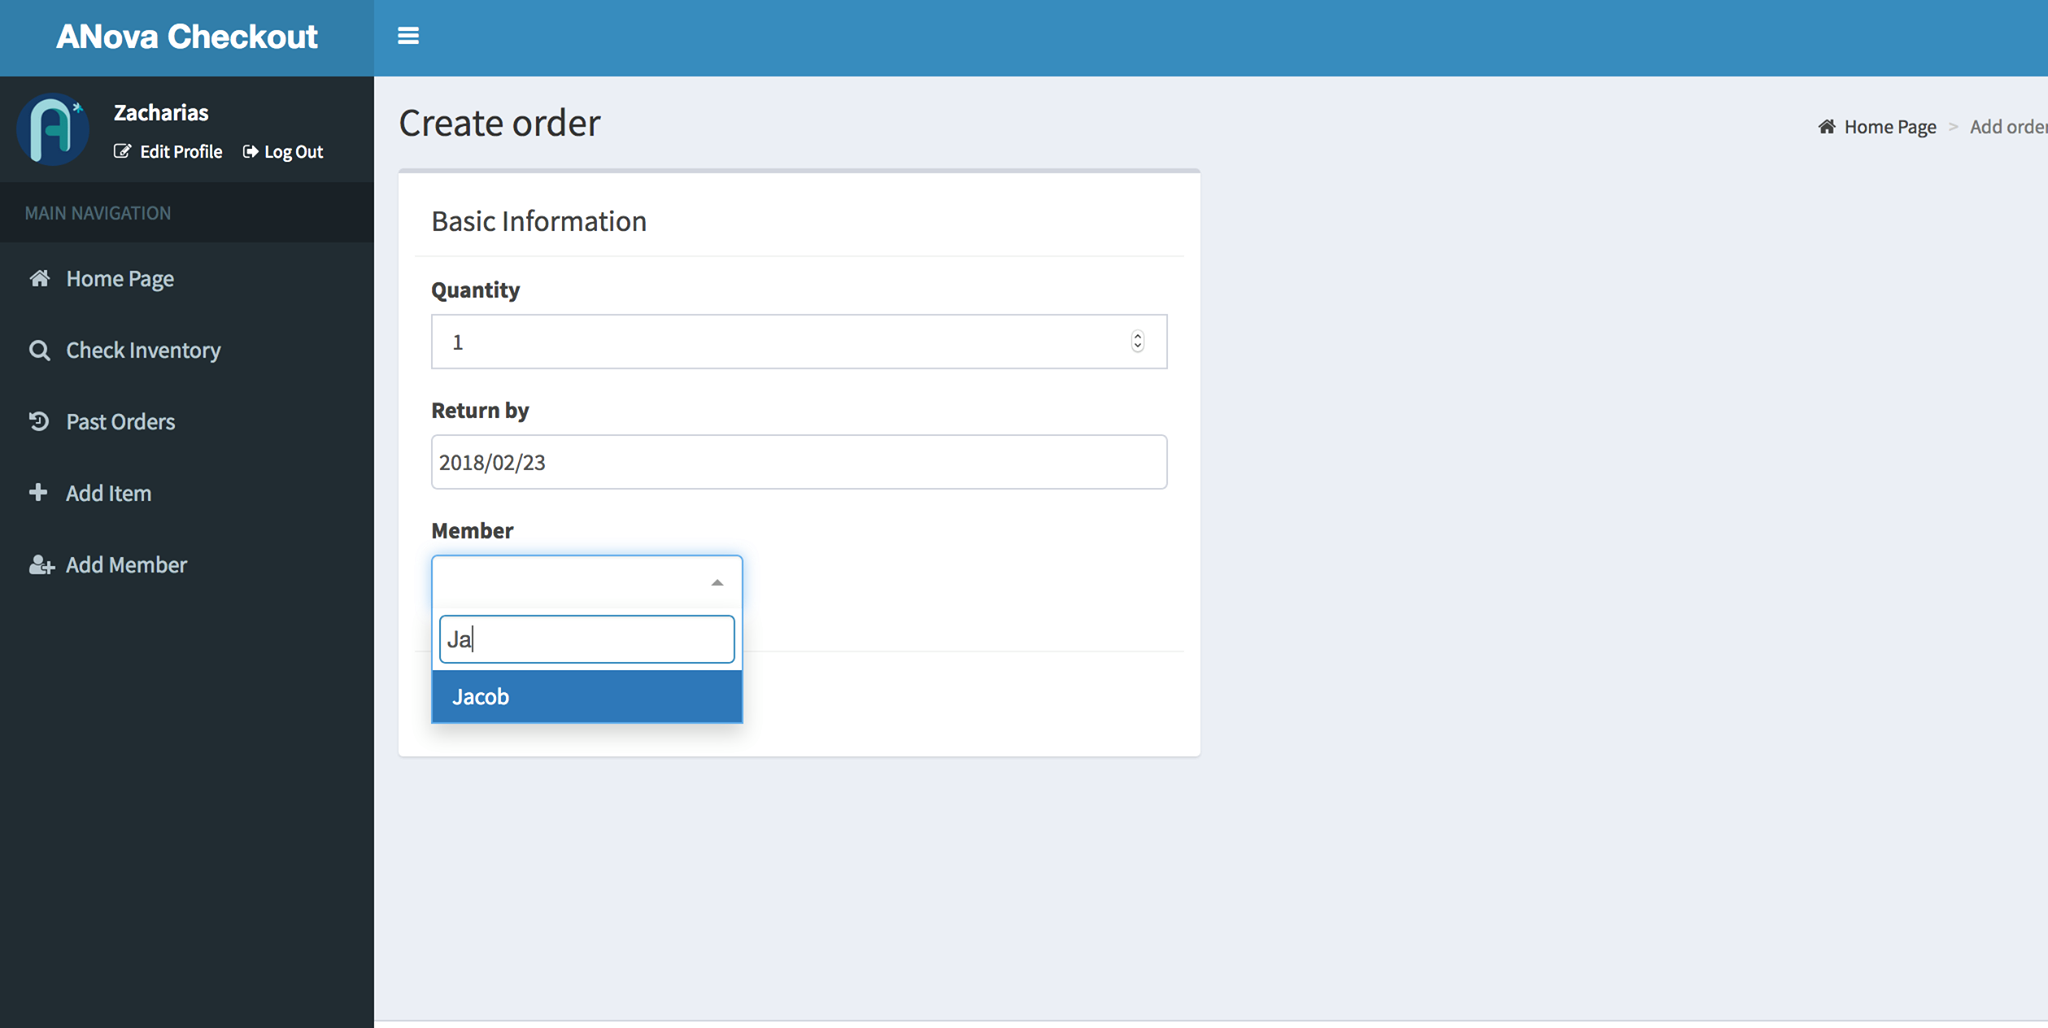 ANova Checkout
Zacharias
Edit Profile Log Out
MAIN NAVIGATION
Home Page
Check Inventory
Past Orders
Add Item
Add Member
Create order
Home Page > Add order
Basic Information
Quantity
1
Return by
2018/02/23
Member
Ja
Jacob